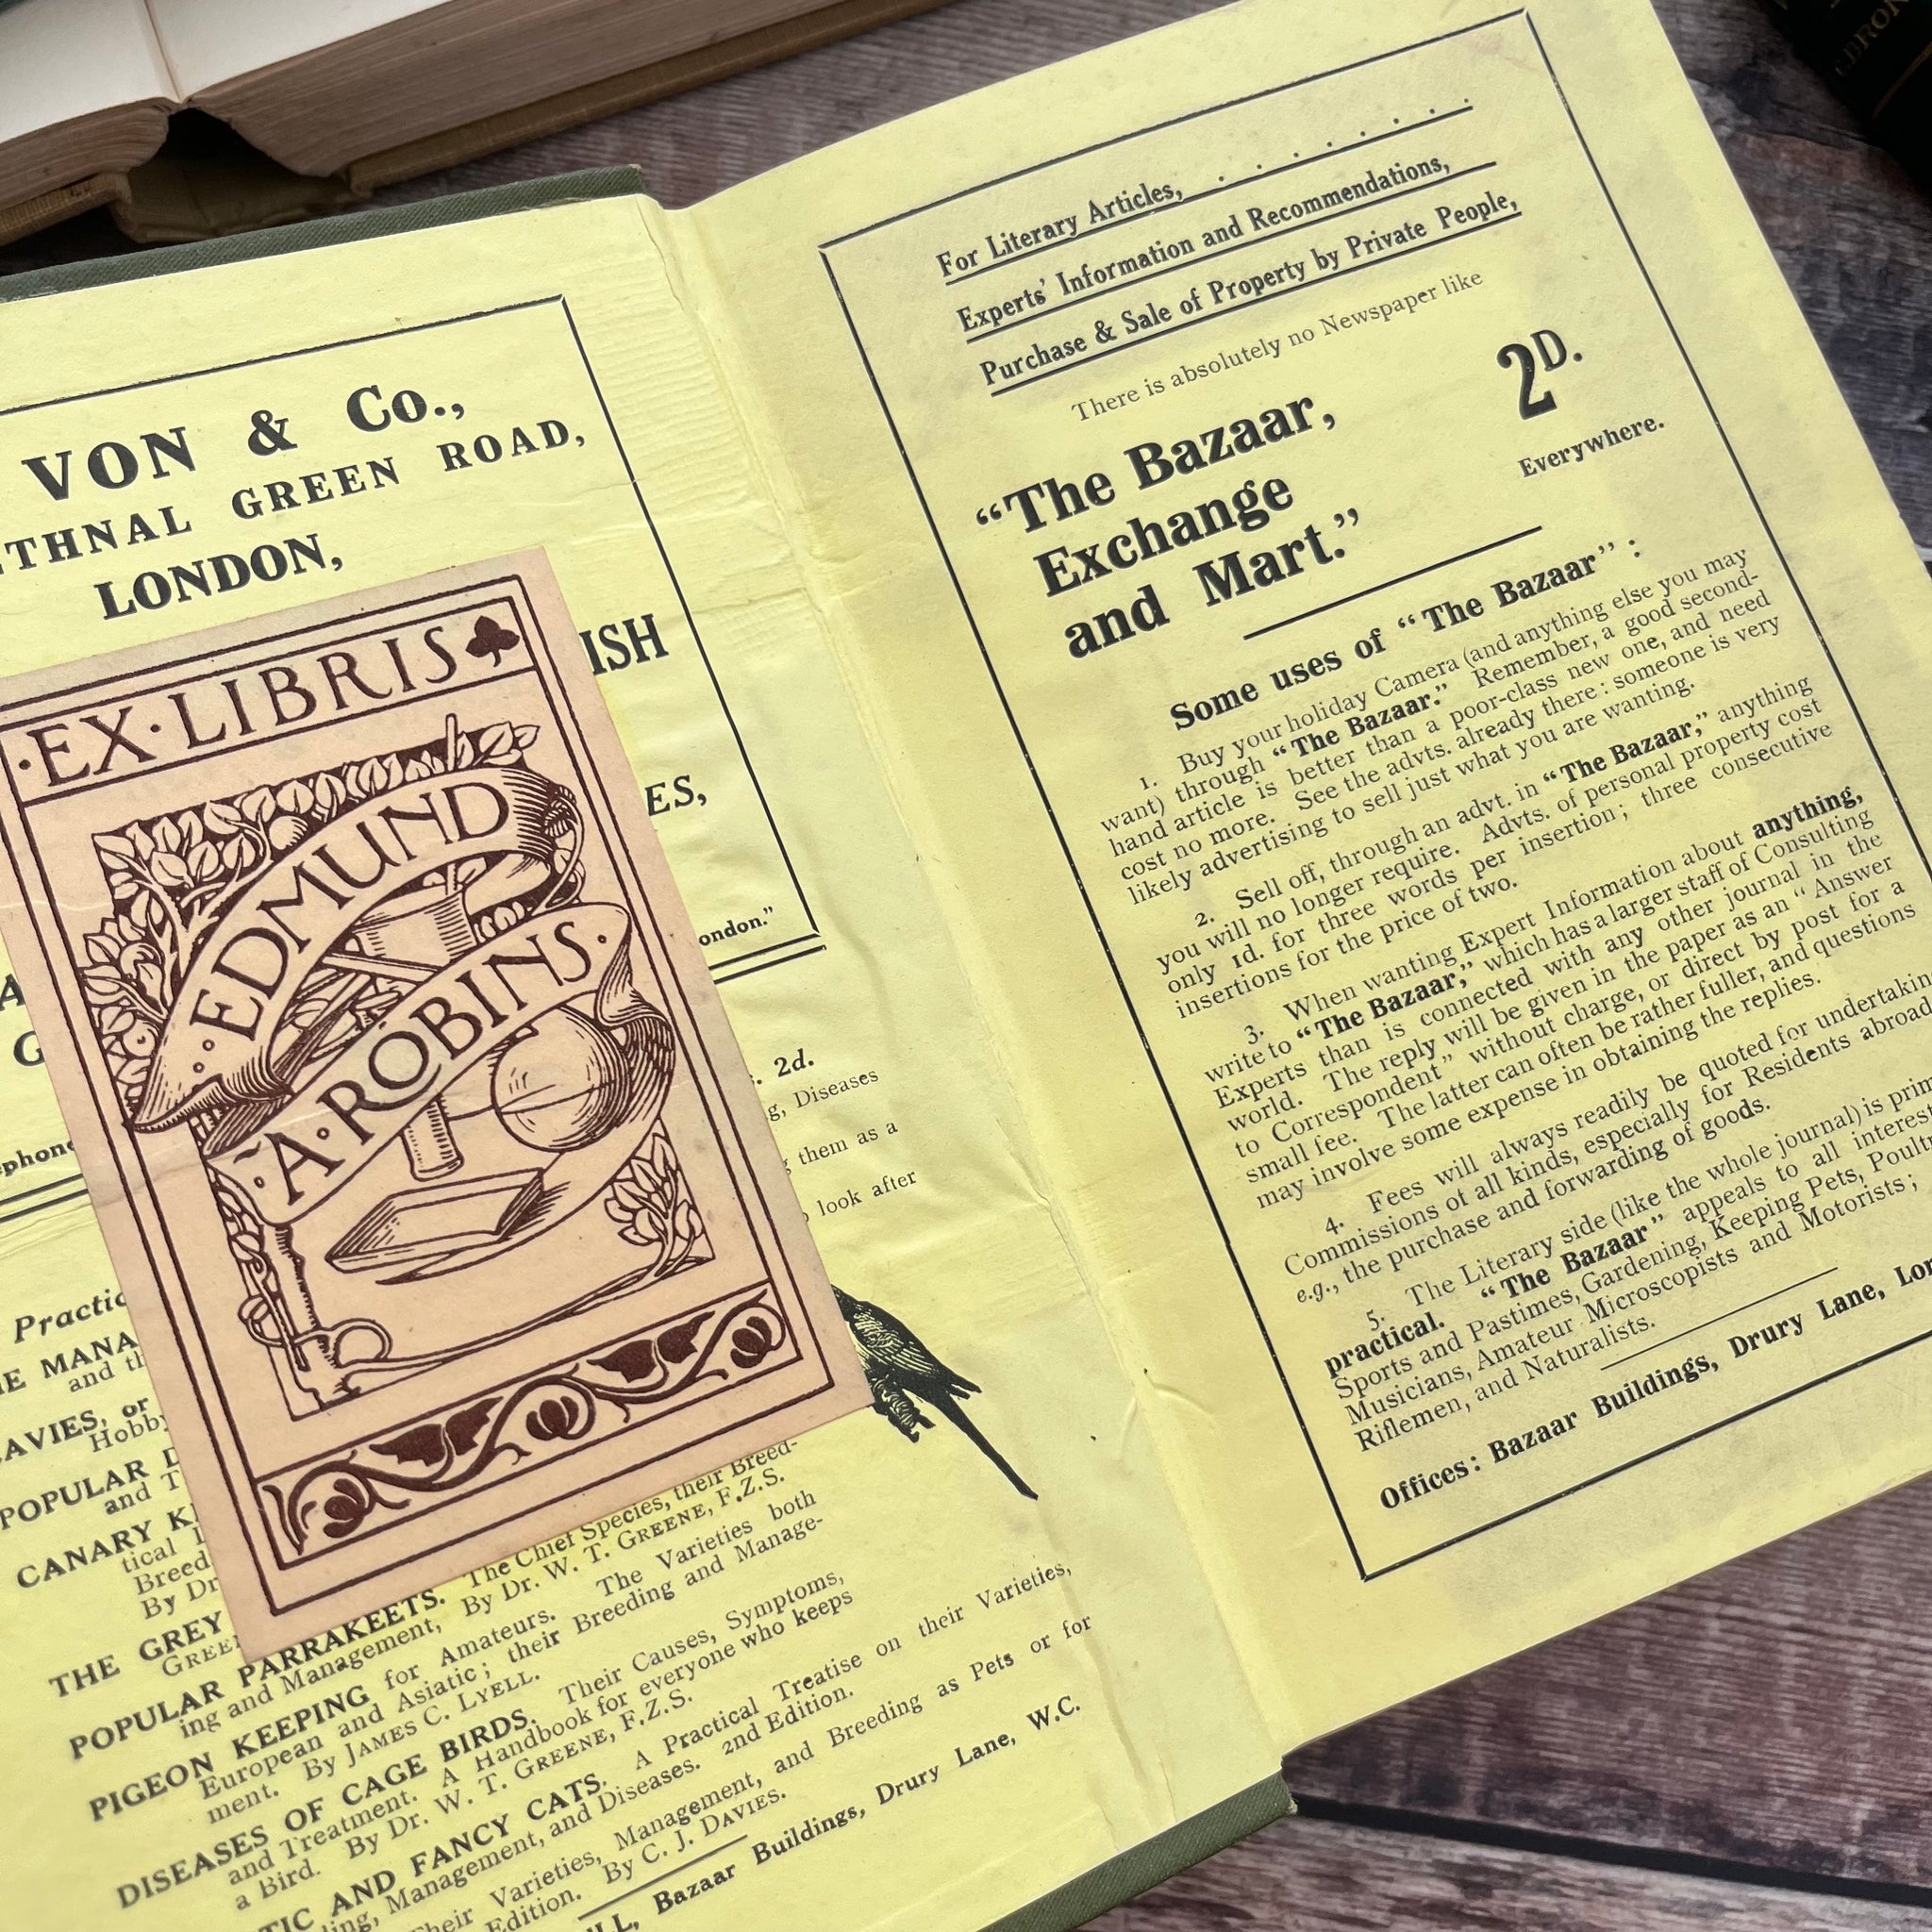 VON & Co.,
GREEN ROAD,
LONDON,
ISH
ES,
ondon."
·EX·LIBRIS
·EDMUND
·A·ROBINS·
2d.
Diseases
them as a
look after
Practic
MANA
and th
AVIES, or
Hobby
POPULAR
and T
CANARY K
tical
Breed
By Dr
THE GREY
GREE
their Breed-
GREENE, F.Z.S.
POPULAR PARRAKEETS. The Chief Species,
ing and Management, By Dr. W. T.
PIGEON KEEPING for Amateurs. The Varieties both
European and Asiatic; their Breeding and Manage-
ment. By JAMES C. LYELL.
DISEASES OF CAGE BIRDS. Their Causes, Symptoms,
and Treatment. A Handbook for everyone who keeps
a Bird. By Dr. W. T. GREENE, F.Z.S.
TIC AND FANCY CATS. A Practical Treatise on their Varieties,
ing, Management, and Diseases. 2nd Edition.
Their Varieties, Management, and Breeding as Pets or for
Edition. By C. J. DAVIES.
LL, Bazaar Buildings, Drury Lane, W.C.
For Literary Articles, . . . . . . . .
Experts' Information and Recommendations,
Purchase & Sale of Property by Private People,
There is absolutely no Newspaper like
"The Bazaar,
Exchange
and Mart."
2D.
Everywhere.
Some uses of "The Bazaar":
1. Buy your holiday Camera (and anything else you may
want) through "The Bazaar." Remember, a good second-
hand article is better than a poor-class new one, and need
cost no more. See the advts. already there: someone is very
likely advertising to sell just what you are wanting.
2. Sell off, through an advt. in "The Bazaar," anything
you will no longer require. Advts. of personal property cost
only 1d. for three words per insertion; three consecutive
insertions for the price of two.
3. When wanting Expert Information about anything,
write to "The Bazaar," which has a larger staff of Consulting
Experts than is connected with any other journal in the
world. The reply will be given in the paper as an "Answer
to Correspondent" without charge, or direct by post for a
small fee. The latter can often be rather fuller, and questions
may involve some expense in obtaining the replies.
4. Fees will always readily be quoted for undertakin
Commissions of all kinds, especially for Residents abroad
e.g., the purchase and forwarding of goods.
5. The Literary side (like the whole journal) is prim
practical. "The Bazaar" appeals to all interest
Sports and Pastimes, Gardening, Keeping Pets, Poult
Musicians, Amateur Microscopists and Motorists;
Riflemen, and Naturalists.
Offices: Bazaar Buildings, Drury Lane, Lon